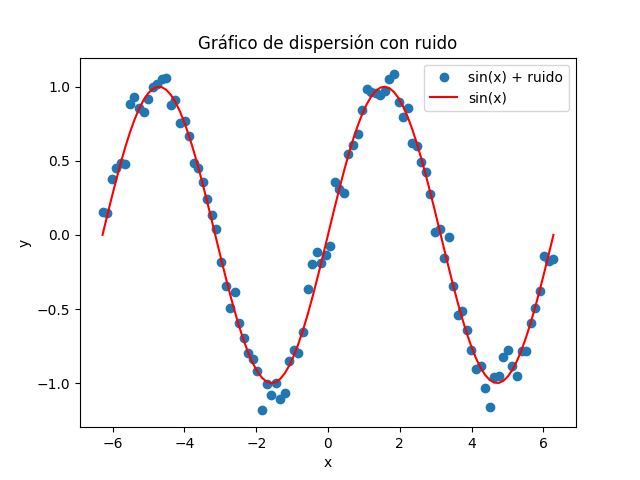 Gráfico de dispersión con ruido
sin(x) + ruido
sin(x)
1.0
0.5
0.0
−0.5
−1.0
y
−6
−4
−2
0
2
4
6
x